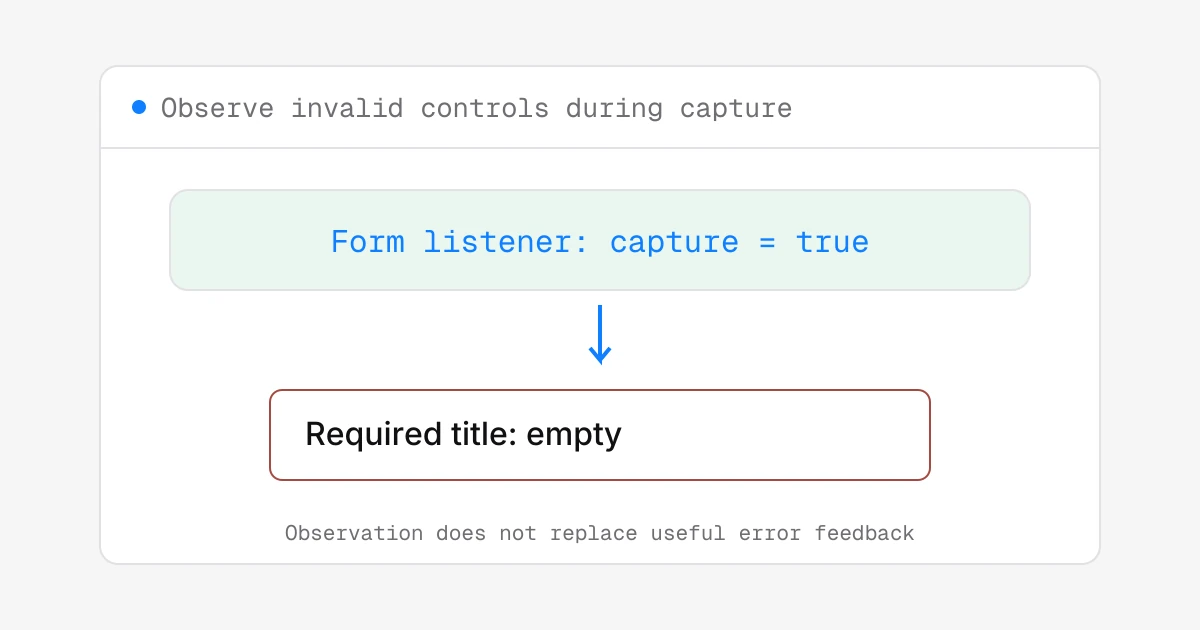 Observe invalid controls during capture
Form listener: capture = true
Required title: empty
Observation does not replace useful error feedback